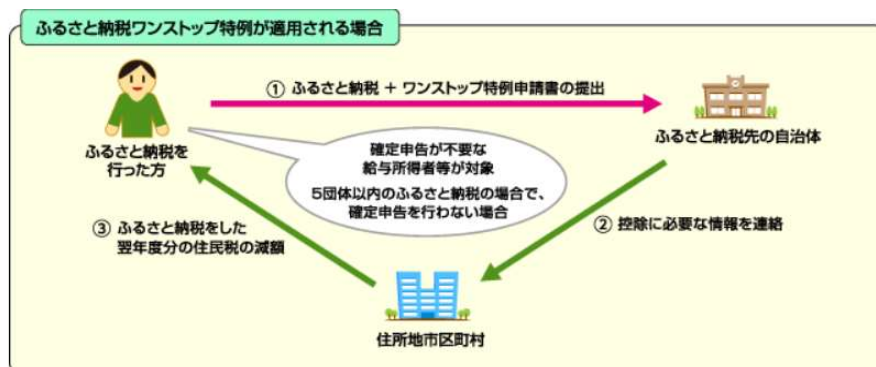 ふるさと納税ワンストップ特例が適用される場合
① ふるさと納税 + ワンストップ特例申請書の提出
ふるさと納税を
行った方
ふるさと納税先の自治体
確定申告が不要な
給与所得者等が対象
5団体以内のふるさと納税の場合で、
確定申告を行わない場合
③ ふるさと納税をした
翌年度分の住民税の減額
② 控除に必要な情報を連絡
住所地市区町村